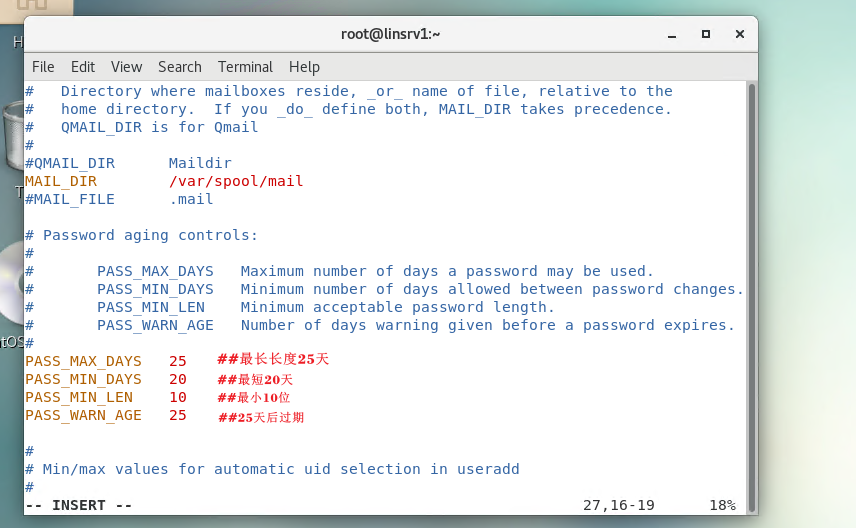 H
root@linsrv1:~
File Edit View Search Terminal Help
#   Directory where mailboxes reside, _or_ name of file, relative to the
#   home directory.  If you _do_ define both, MAIL_DIR takes precedence.
#   QMAIL_DIR is for Qmail
#
#QMAIL_DIR      Maildir
MAIL_DIR        /var/spool/mail
#MAIL_FILE      .mail
# Password aging controls:
#
#       PASS_MAX_DAYS   Maximum number of days a password may be used.
#       PASS_MIN_DAYS   Minimum number of days allowed between password changes.
#       PASS_MIN_LEN    Minimum acceptable password length.
#       PASS_WARN_AGE   Number of days warning given before a password expires.
#
PASS_MAX_DAYS   25   ##最长长度25天
PASS_MIN_DAYS   20   ##最短20天
PASS_MIN_LEN    10   ##最小10位
PASS_WARN_AGE   25   ##25天后过期
#
# Min/max values for automatic uid selection in useradd
#
-- INSERT --   27,16-19   18%